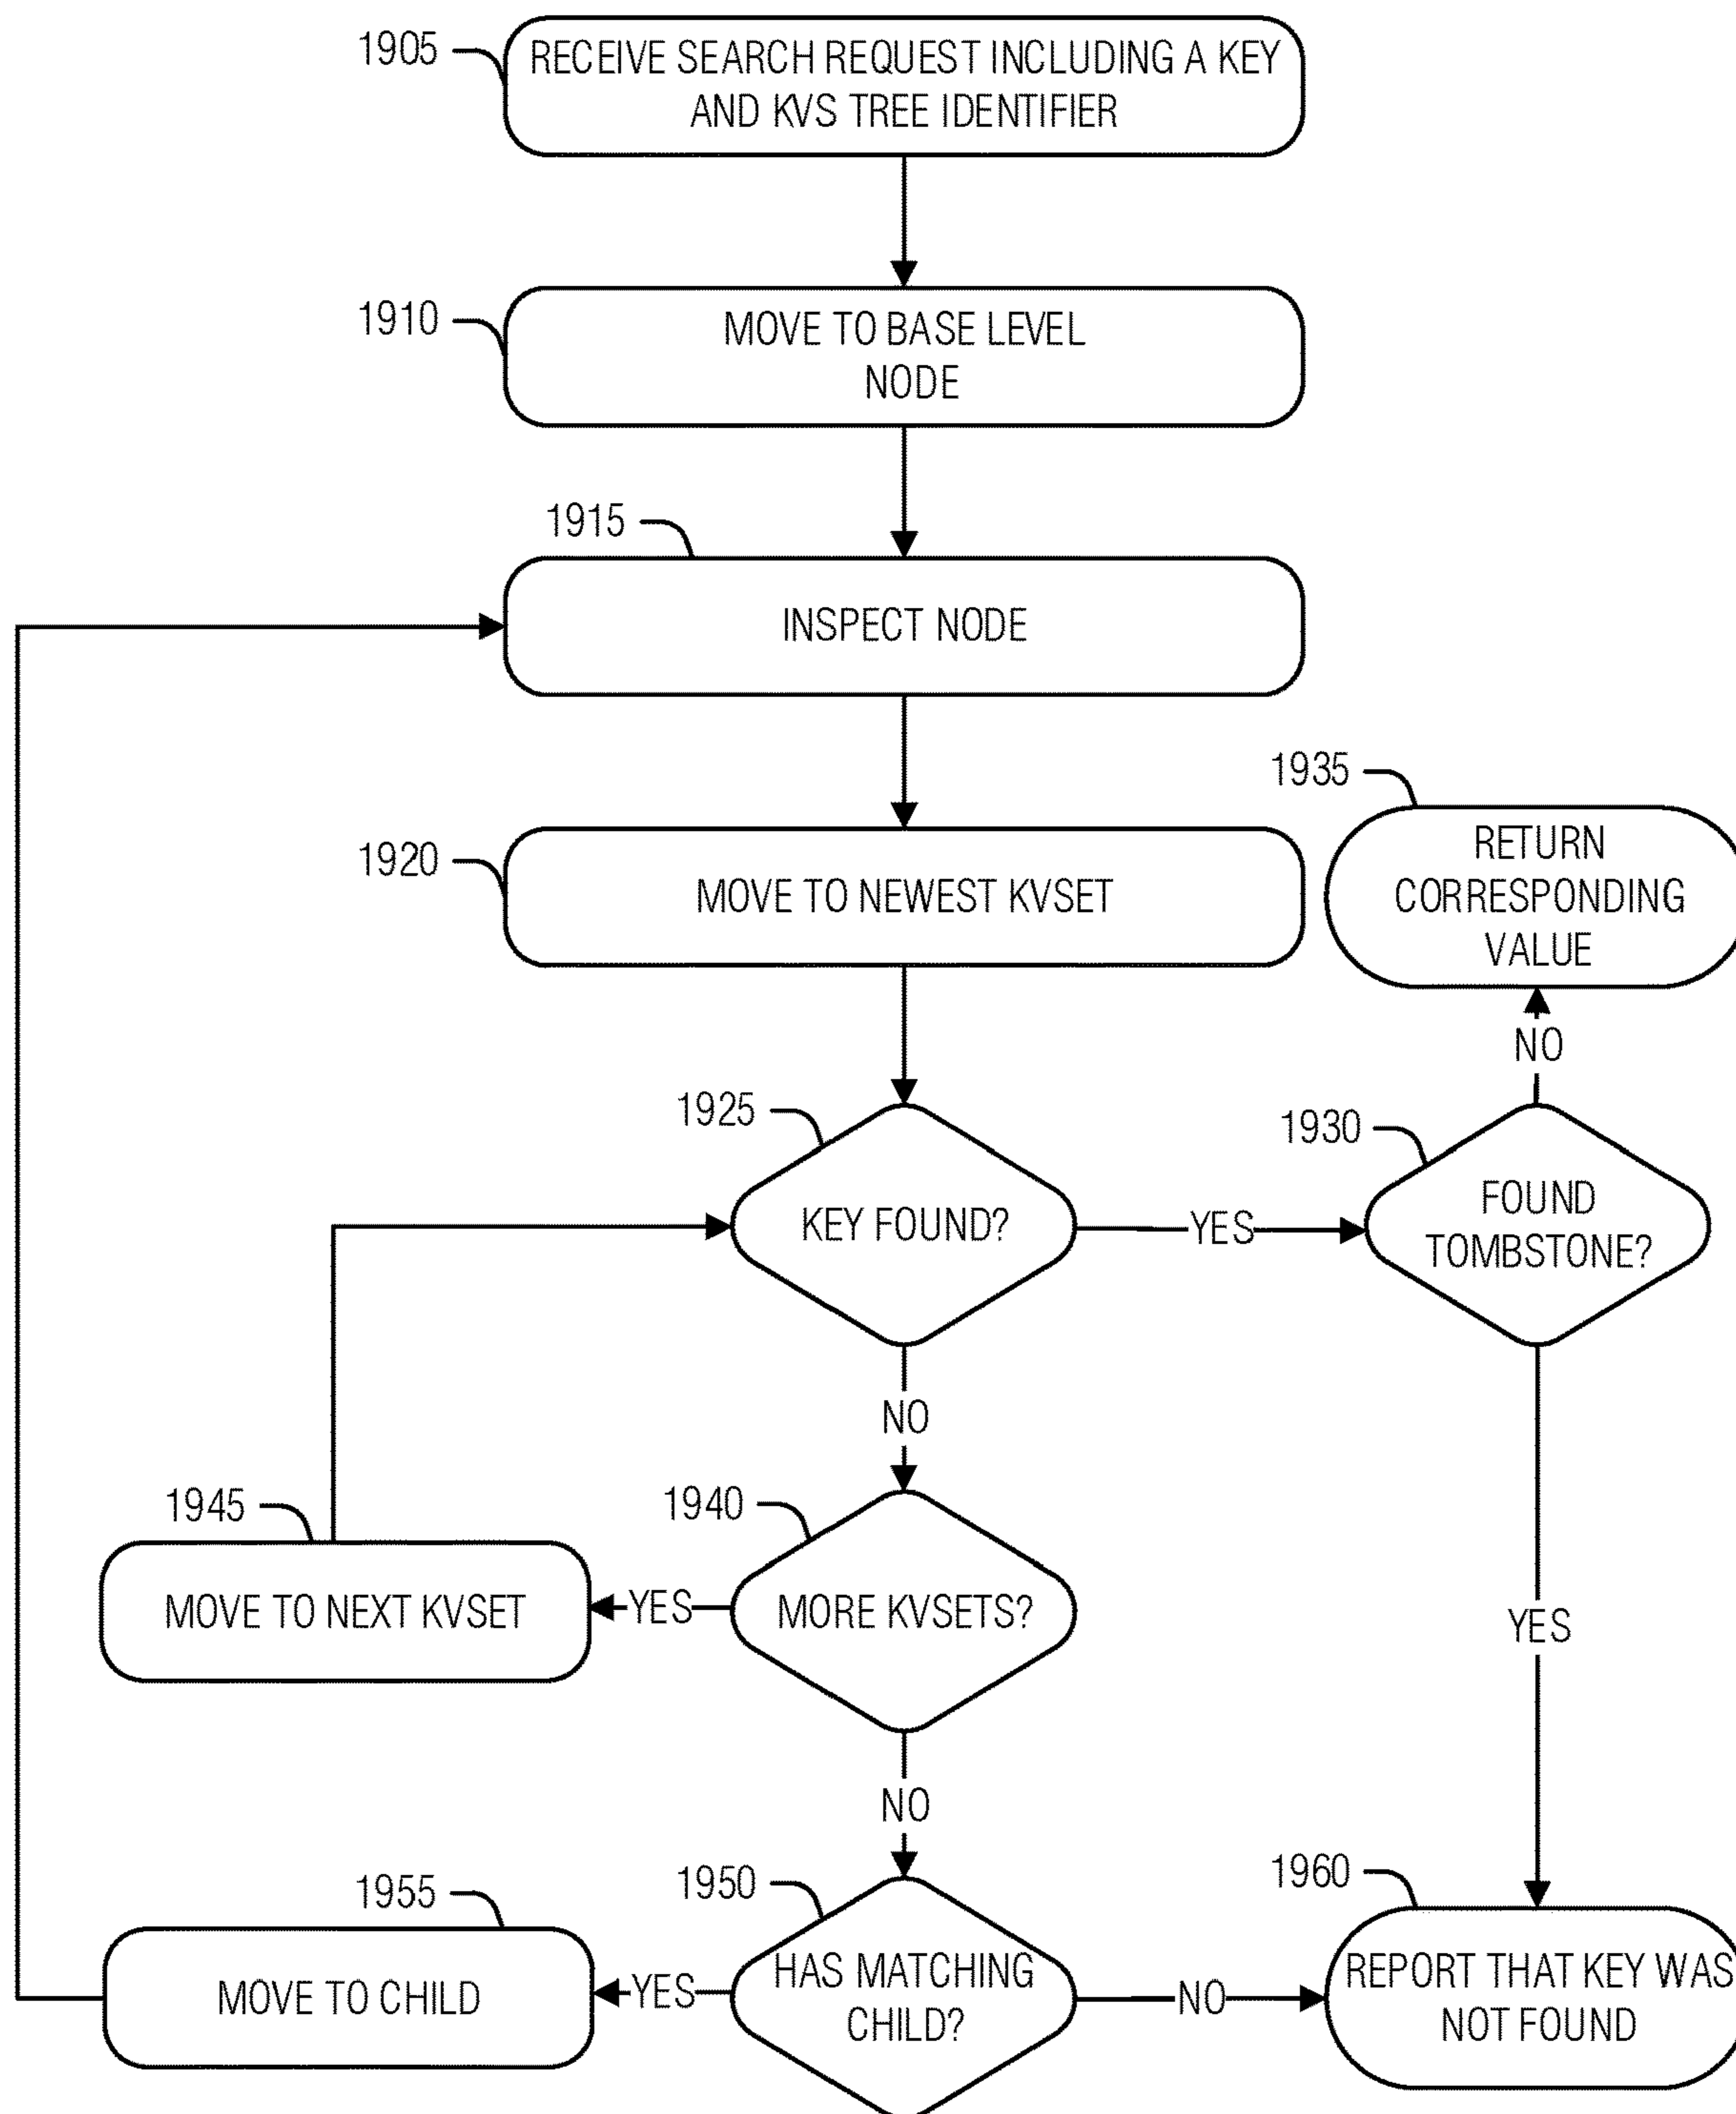 1905
RECEIVE SEARCH REQUEST INCLUDING A KEY
AND KVS TREE IDENTIFIER
1910
MOVE TO BASE LEVEL
NODE
1915
INSPECT NODE
1935
RETURN
CORRESPONDING
VALUE
1920
MOVE TO NEWEST KVSET
NO
1925
KEY FOUND?
YES
1930
FOUND
TOMBSTONE?
NO
1945
MOVE TO NEXT KVSET
YES
1940
MORE KVSETS?
YES
NO
1955
MOVE TO CHILD
YES
1950
HAS MATCHING
CHILD?
NO
1960
REPORT THAT KEY WAS
NOT FOUND